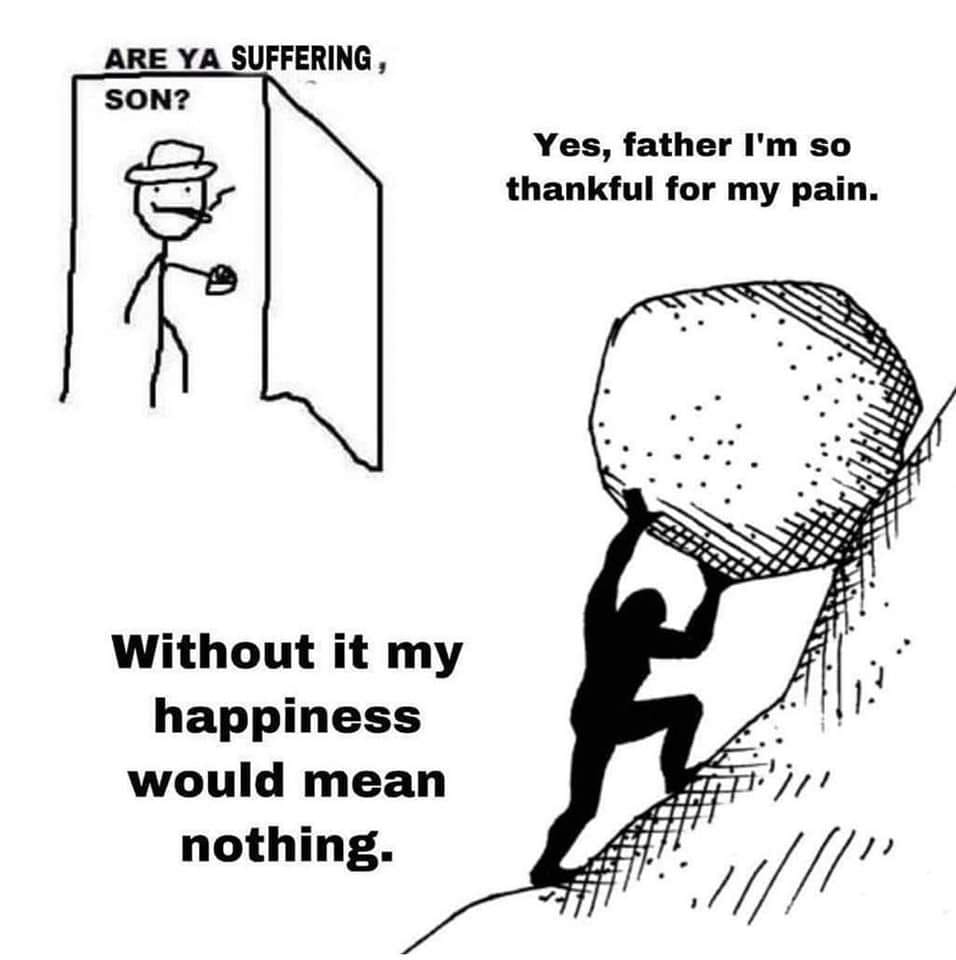 ARE YA SUFFERING,
SON?
Yes, father I'm so
thankful for my pain.
Without it my
happiness
would mean
nothing.